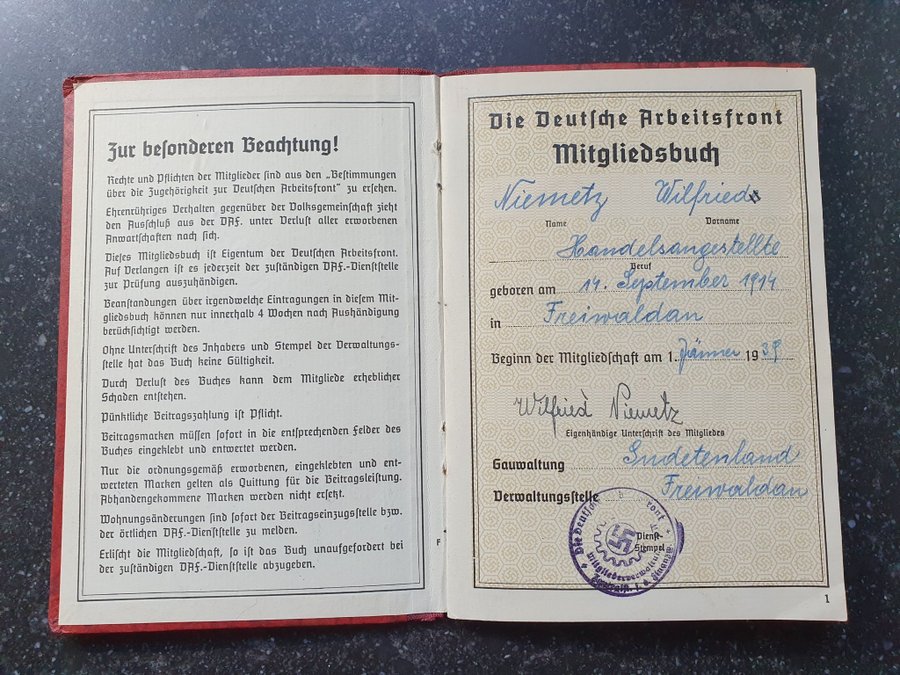 Zur besonderen Beachtung!
Rechte und Pflichten der Mitglieder sind aus den „Bestimmungen
über die Zugehörigkeit zur Deutschen Arbeitsfront“ zu ersehen.
Ehrenrühriges Verhalten gegenüber der Volksgemeinschaft zieht
den Ausschluß aus der DAF. unter Verlust aller erworbenen
Anwartschaften nach sich.
Dieses Mitgliedsbuch ist Eigentum der Deutschen Arbeitsfront.
Auf Verlangen ist es jederzeit der zuständigen DAF.-Dienststelle
zur Prüfung auszuhändigen.
Beanstandungen über irgendwelche Eintragungen in diesem Mit-
gliedsbuch können nur innerhalb 4 Wochen nach Aushändigung
berücksichtigt werden.
Ohne Unterschrift des Inhabers und Stempel der Verwaltungs-
stelle hat das Buch keine Gültigkeit.
Durch Verlust des Buches kann dem Mitgliede erheblicher
Schaden entstehen.
Pünktliche Beitragszahlung ist Pflicht.
Beitragsmarken müssen sofort in die entsprechenden Felder des
Buches eingeklebt und entwertet werden.
Nur die ordnungsgemäß erworbenen, eingeklebten und ent-
werteten Marken gelten als Quittung für die Beitragsleistung.
Abhandengekommene Marken werden nicht ersetzt.
Wohnungsänderungen sind sofort der Beitragseinzugsstelle bzw.
der örtlichen DAF.-Dienststelle zu melden.
Erlischt die Mitgliedschaft, so ist das Buch unaufgefordert bei
der zuständigen DAF.-Dienststelle abzugeben.
F
Die Deutsche Arbeitsfront
Mitgliedsbuch
Niemetz Wilfried
Name Vorname
Handelsangestellte
Beruf
geboren am 14. September 1914
in Freiwaldau
Beginn der Mitgliedschaft am 1. Jänner 1939
Wilfried Niemetz
Eigenhändige Unterschrift des Mitgliedes
Gauwaltung Sudetenland
Verwaltungsstelle Freiwaldau
Dienst-
Stempel
Die Deutsche Arbeitsfront
Mitgliederverwaltung
1